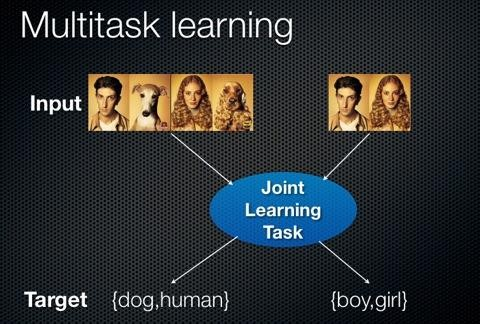 Multitask learning
Input
Joint
Learning
Task
Target {dog,human} {boy,girl}